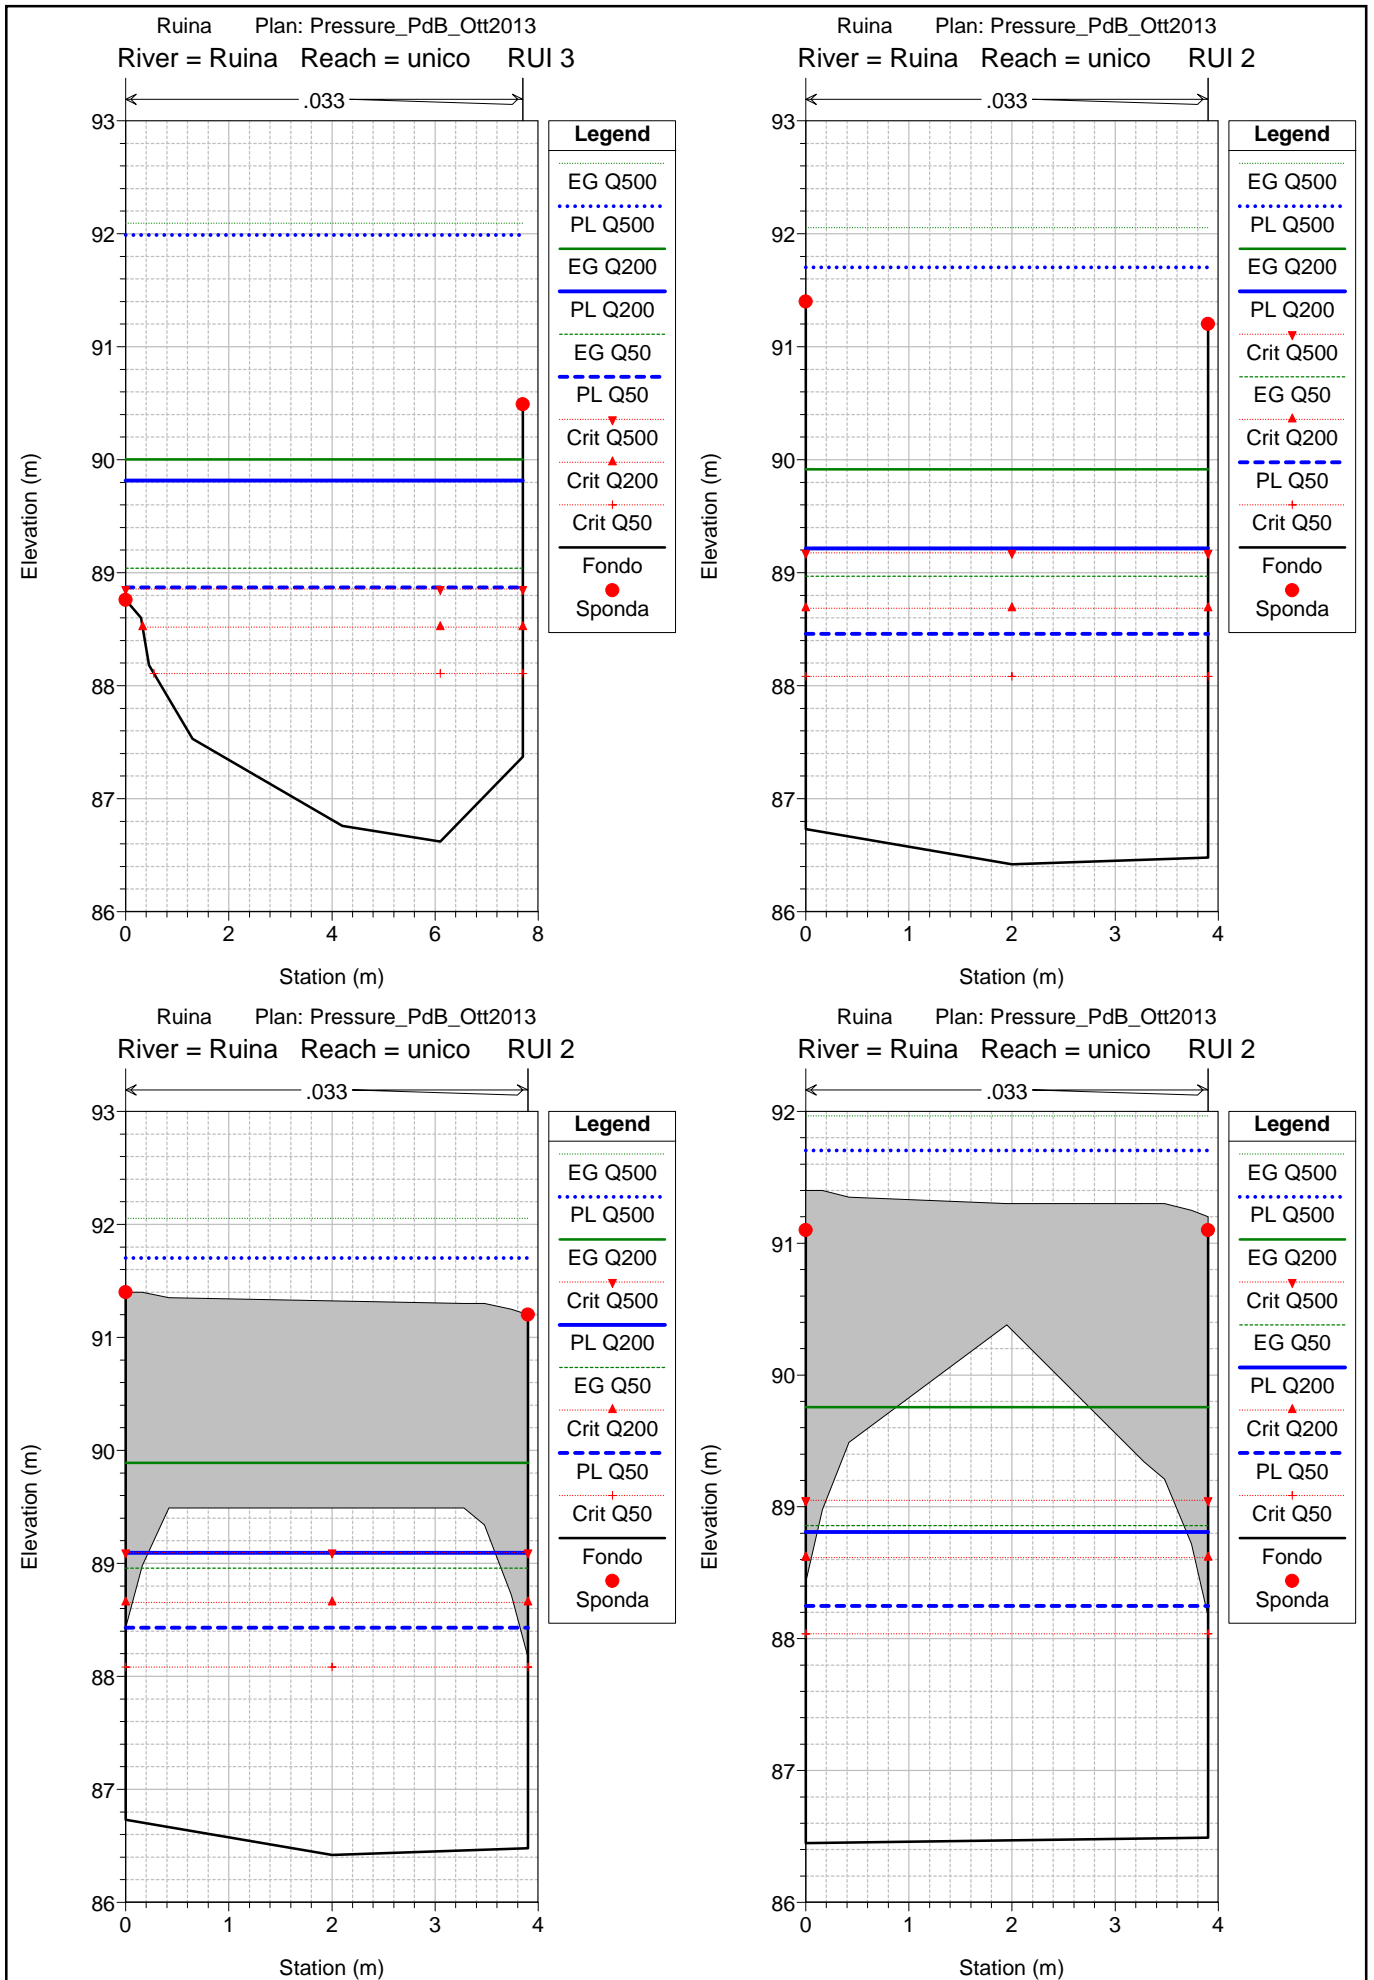 Ruina Plan: Pressure_PdB_Ott2013
River = Ruina Reach = unico RUI 3
.033
93
92
91
90
89
88
87
86
Elevation (m)
0 2 4 6 8
Station (m)
Legend
EG Q500
PL Q500
EG Q200
PL Q200
EG Q50
PL Q50
Crit Q500
Crit Q200
Crit Q50
Fondo
Sponda
Ruina Plan: Pressure_PdB_Ott2013
River = Ruina Reach = unico RUI 2
.033
93
92
91
90
89
88
87
86
Elevation (m)
0 1 2 3 4
Station (m)
Legend
EG Q500
PL Q500
EG Q200
PL Q200
Crit Q500
EG Q50
Crit Q200
PL Q50
Crit Q50
Fondo
Sponda
Ruina Plan: Pressure_PdB_Ott2013
River = Ruina Reach = unico RUI 2
.033
93
92
91
90
89
88
87
86
Elevation (m)
0 1 2 3 4
Station (m)
Legend
EG Q500
PL Q500
EG Q200
Crit Q500
PL Q200
EG Q50
Crit Q200
PL Q50
Crit Q50
Fondo
Sponda
Ruina Plan: Pressure_PdB_Ott2013
River = Ruina Reach = unico RUI 2
.033
92
91
90
89
88
87
86
Elevation (m)
0 1 2 3 4
Station (m)
Legend
EG Q500
PL Q500
EG Q200
Crit Q500
EG Q50
PL Q200
Crit Q200
PL Q50
Crit Q50
Fondo
Sponda